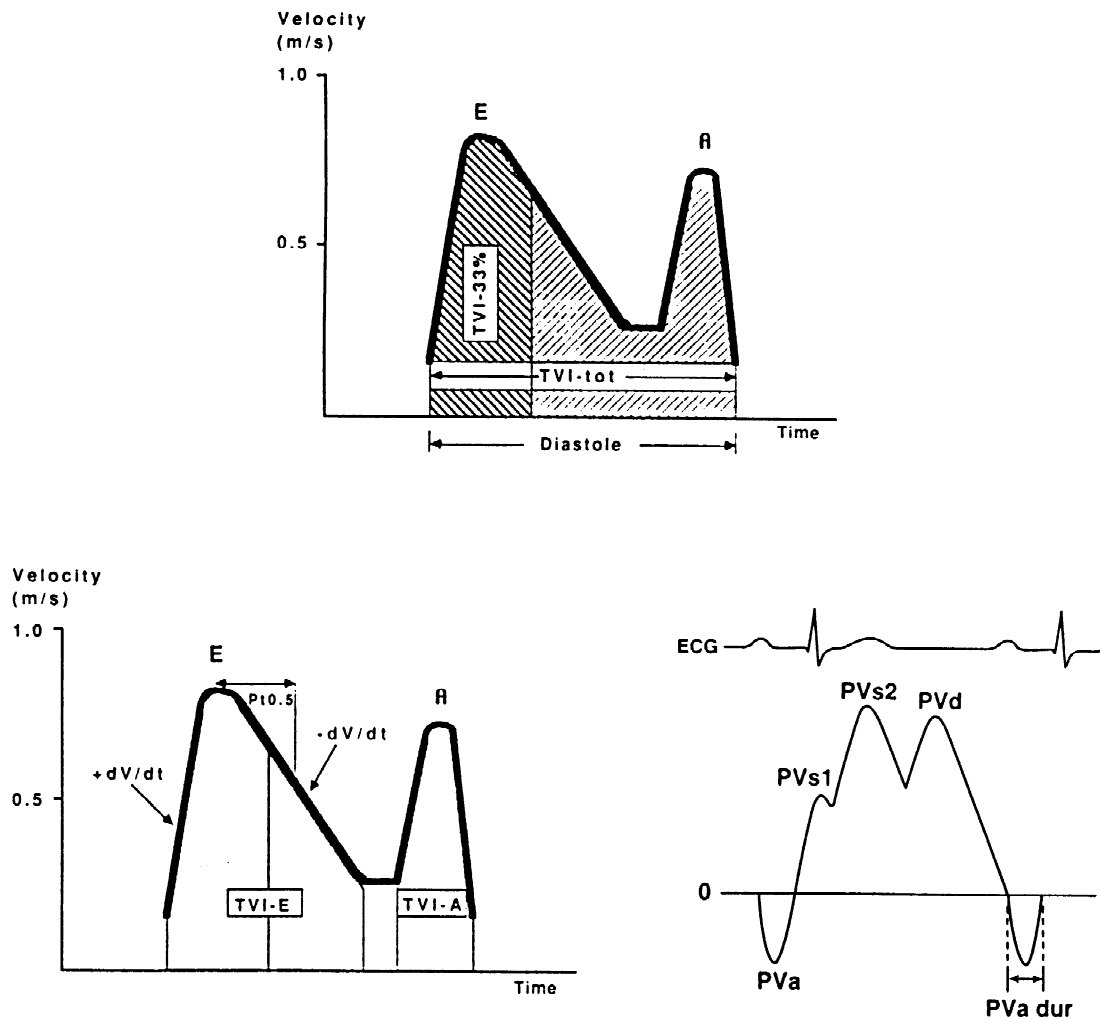 Velocity
(m/s)
1.0
E
A
0.5
TVI-33%
TVI-tot
Time
Diastole
Velocity
(m/s)
1.0
E
Pt0.5
A
-dV/dt
+dV/dt
0.5
TVI-E
TVI-A
Time
ECG
PVs2
PVd
PVs1
0
PVa
PVa dur